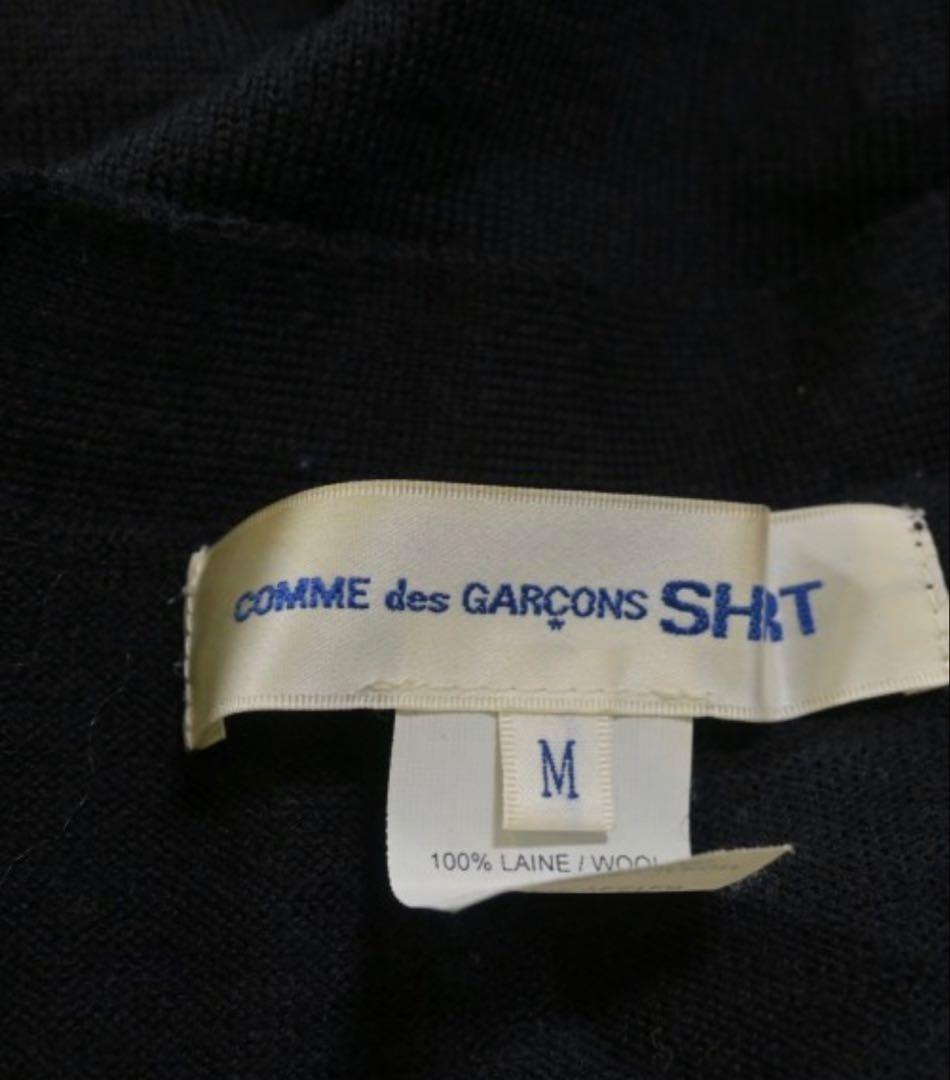 COMME des GARÇONS SHIRT
M
100% LAINE / WOOL